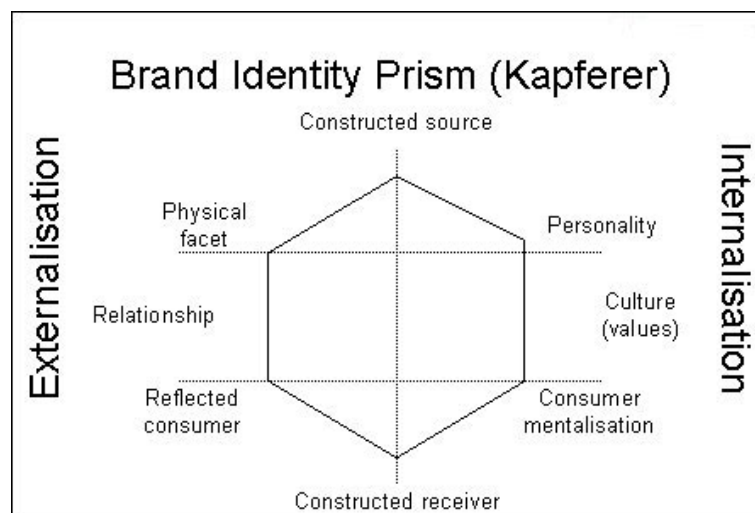 Brand Identity Prism (Kapferer)
Constructed source
Externalisation
Internalisation
Physical
facet
Personality
Relationship
Culture
(values)
Reflected
consumer
Consumer
mentalisation
Constructed receiver